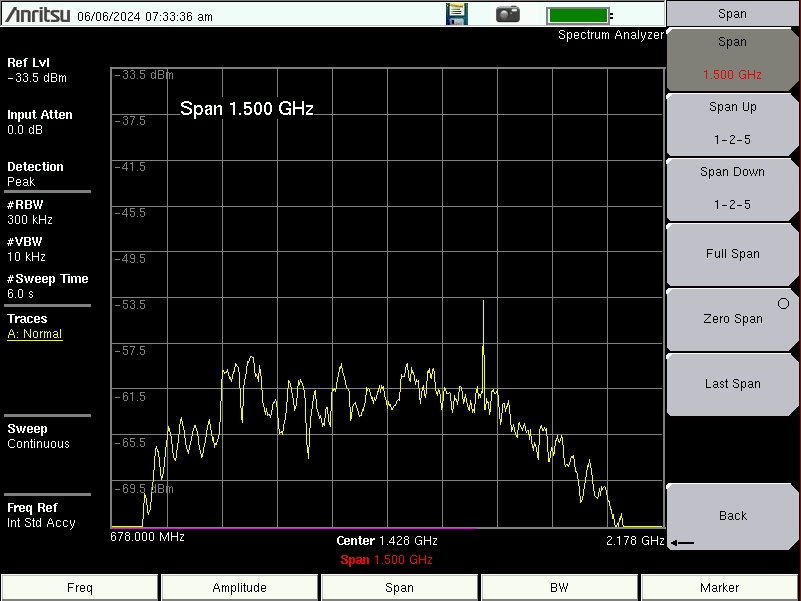 Anritsu 06/06/2024 07:33:36 am
Span
Spectrum Analyzer
Ref Lvl
-33.5 dBm
Input Atten
0.0 dB
Detection
Peak
#RBW
300 kHz
#VBW
10 kHz
#Sweep Time
6.0 s
Traces
A: Normal
Sweep
Continuous
Freq Ref
Int Std Accy
-33.5 dBm
Span 1.500 GHz
-37.5
-41.5
-45.5
-49.5
-53.5
-57.5
-61.5
-65.5
-69.5 dBm
678.000 MHz
Center 1.428 GHz
2.178 GHz
Span 1.500 GHz
Span
1.500 GHz
Span Up
1-2-5
Span Down
1-2-5
Full Span
Zero Span
Last Span
Back
Freq
Amplitude
Span
BW
Marker